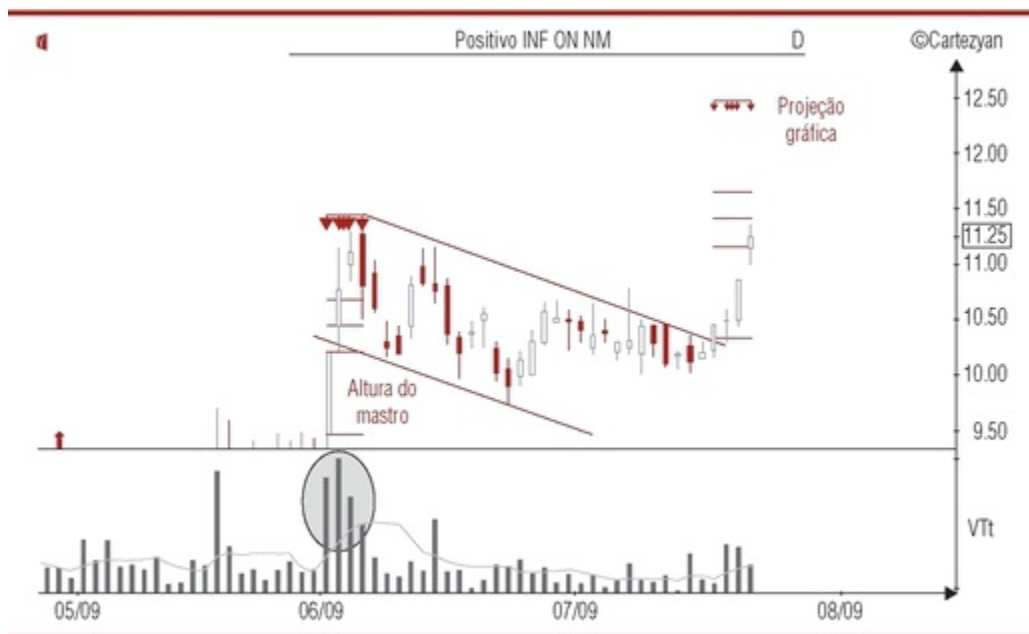 Positivo INF ON NM
D
©Cartezyan
12.50
Projeção
gráfica
12.00
11.50
11.25
11.00
10.50
10.00
Altura do
mastro
9.50
VTt
05/09
06/09
07/09
08/09